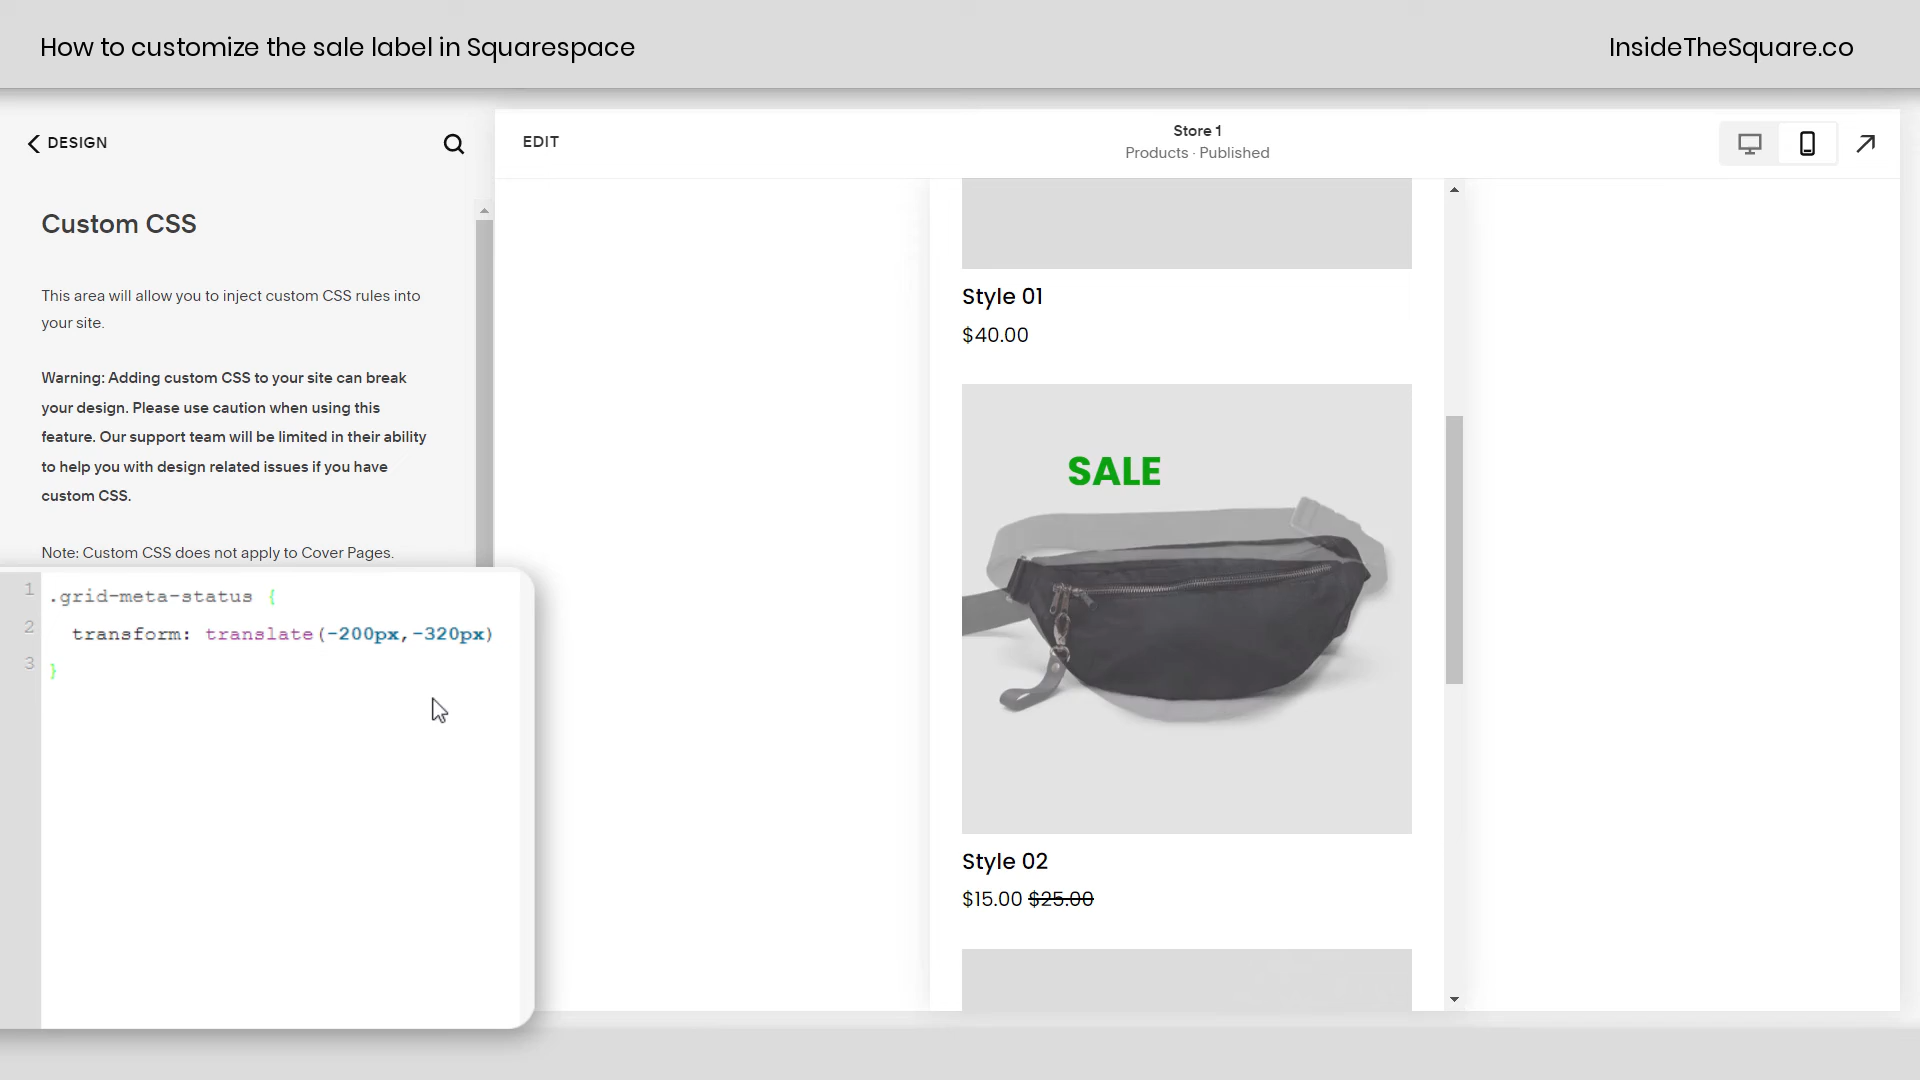 How to customize the sale label in Squarespace
InsideTheSquare.co
DESIGN
Custom CSS
This area will allow you to inject custom CSS rules into
your site.
Warning: Adding custom CSS to your site can break
your design. Please use caution when using this
feature. Our support team will be limited in their ability
to help you with design related issues if you have
custom CSS.
Note: Custom CSS does not apply to Cover Pages.
1 .grid-meta-status {
2 transform: translate(-200px,-320px)
3 }
EDIT
Store 1
Products · Published
Style 01
$40.00
SALE
Style 02
$15.00 $25.00